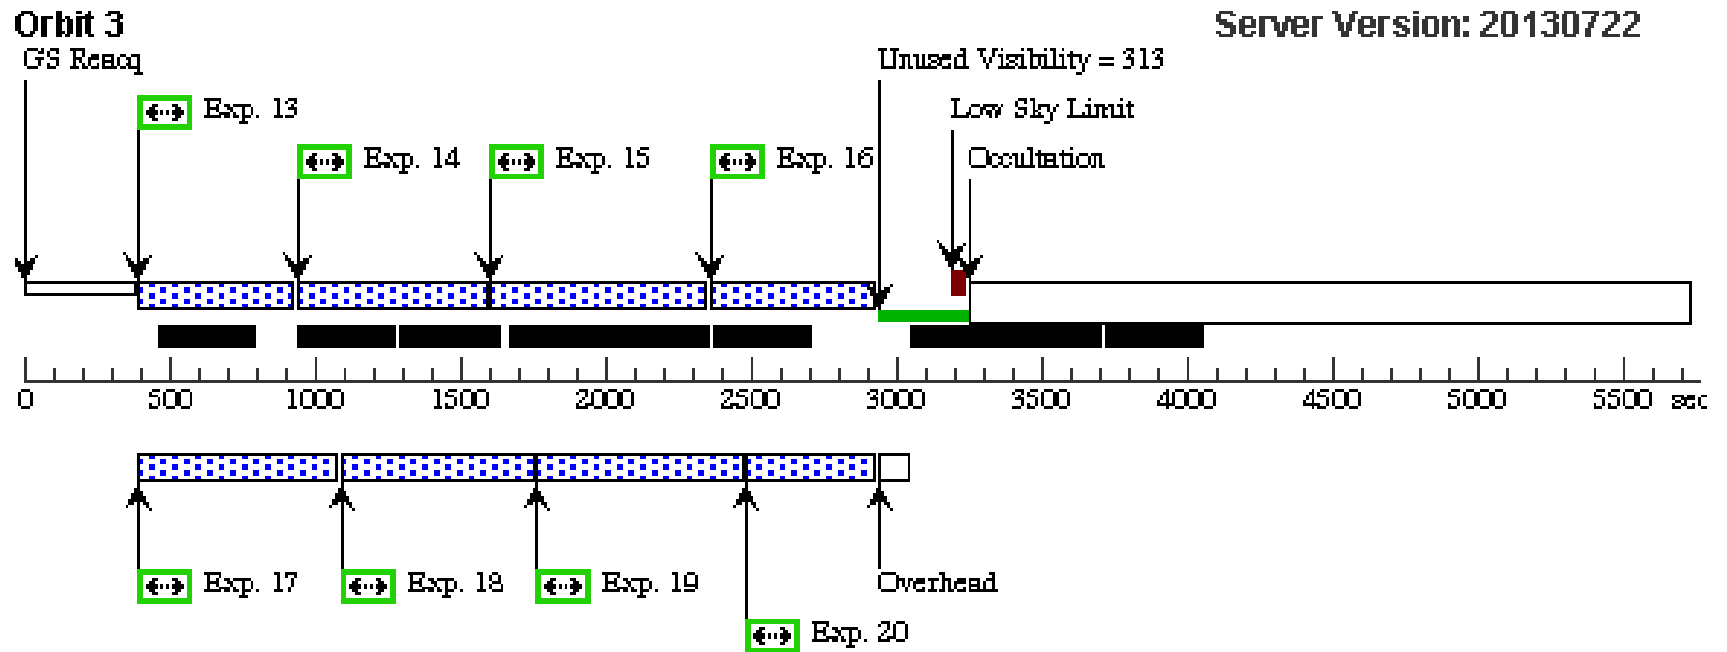 Orbit 3
Server Version: 20130722
GS Reacq
Unused Visibility = 313
Exp. 13
Low Sky Limit
Exp. 14
Exp. 15
Exp. 16
Occultation
0 500 1000 1500 2000 2500 3000 3500 4000 4500 5000 5500 sec
Exp. 17
Exp. 18
Exp. 19
Overhead
Exp. 20